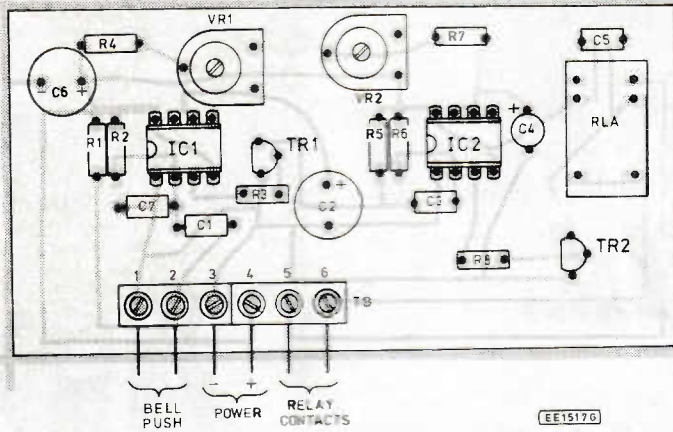 VR1
R4
R7
C5
- + C6
VR2
R1 R2
IC1
TR1
R5 R6
IC2
+ C4
RLA
R3
+ C2
C7
C1
C3
TR2
R8
1 2 3 4 5 6
TB
- +
BELL PUSH
POWER
RELAY CONTACTS
EE1517G